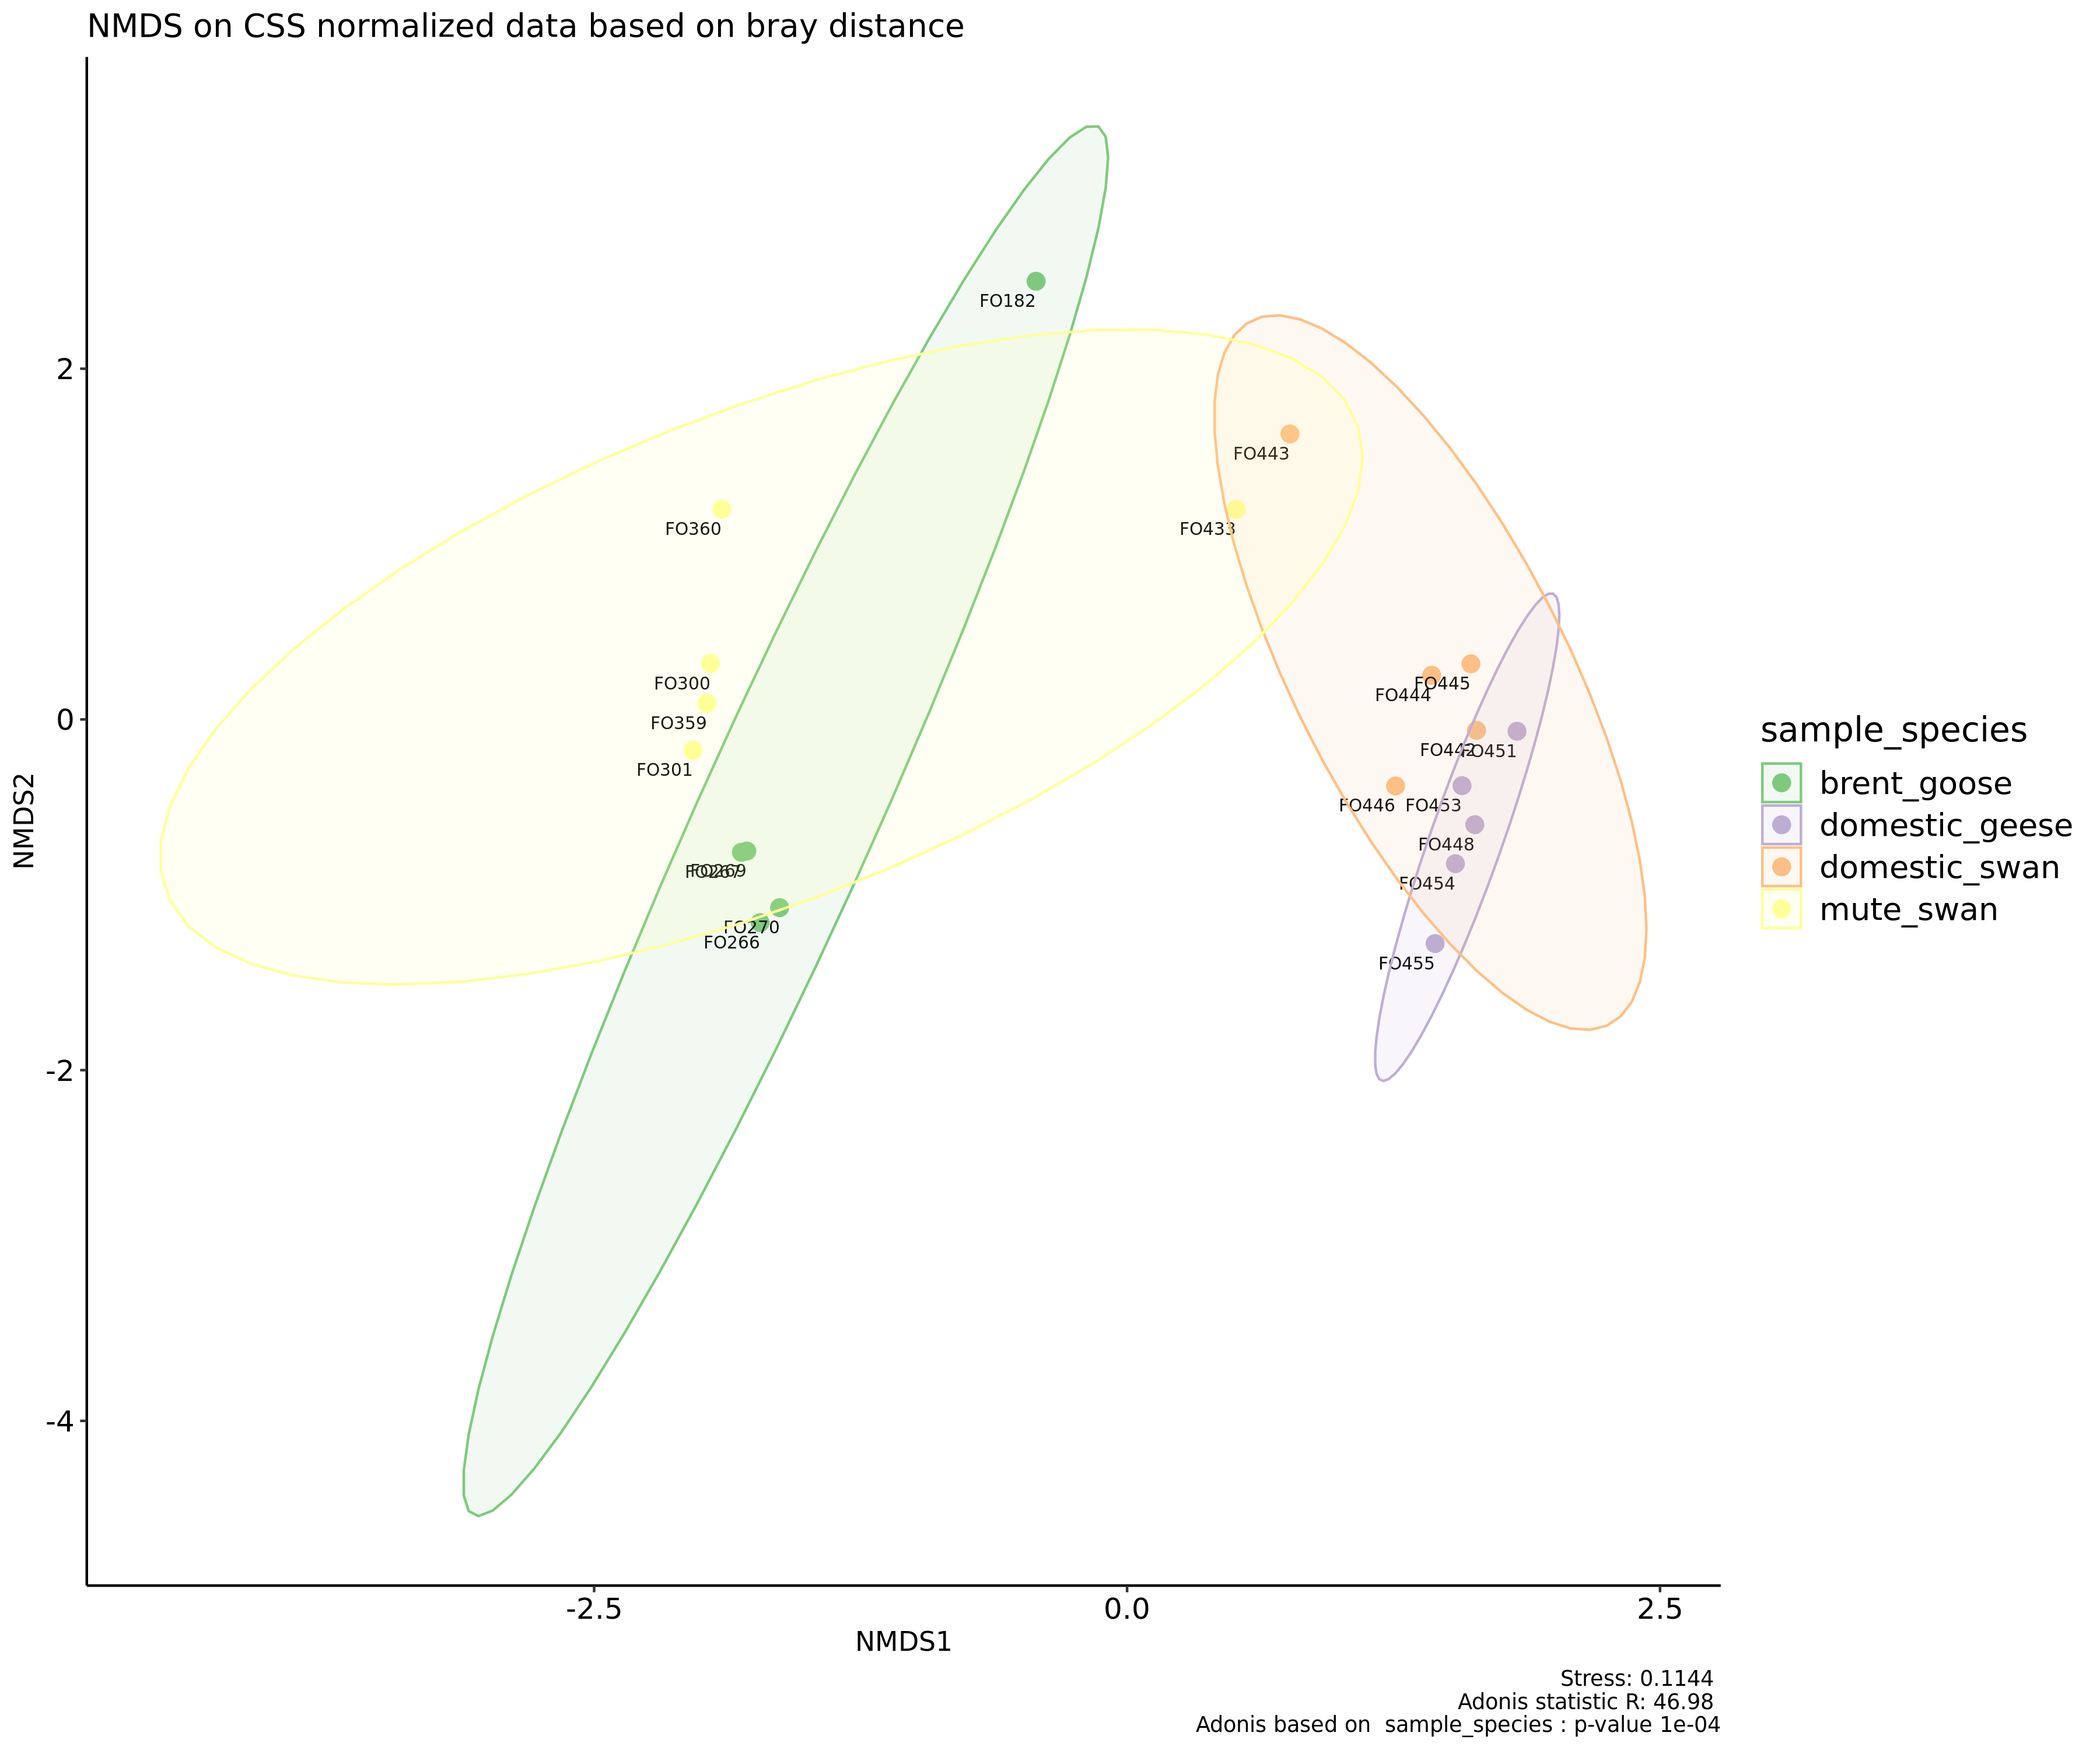 NMDS on CSS normalized data based on bray distance
FO182
2
FO443
FO360
FO433
FO300
FO445
FO444
0
FO359
FO442
FO451
FO301
sample_species
brent_goose
domestic_geese
domestic_swan
mute_swan
NMDS2
FO446
FO453
FO448
FO267
FO269
FO454
FO270
FO266
FO455
-2
-4
-2.5
0.0
2.5
NMDS1
Stress: 0.1144
Adonis statistic R: 46.98
Adonis based on  sample_species : p-value 1e-04